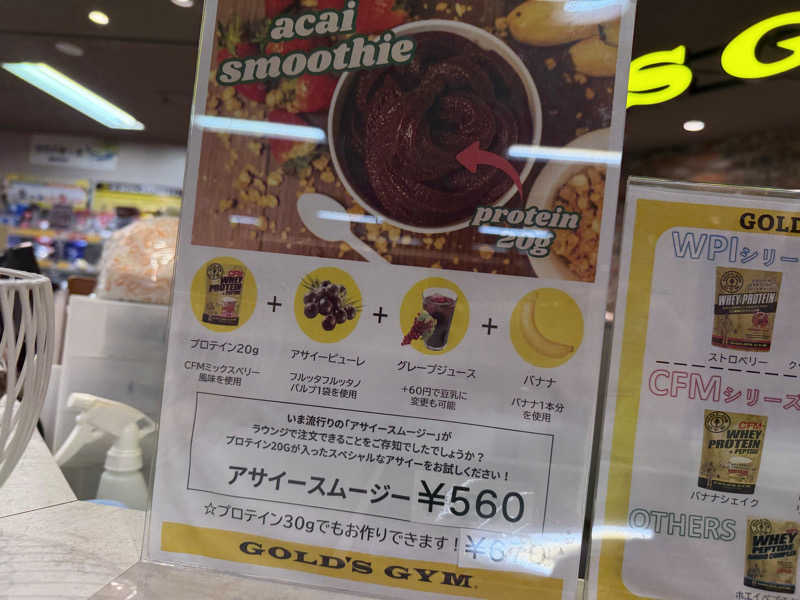 acai
smoothie
protein
20g
CFM
WHEY
PROTEIN
プロテイン20g
アサイーピューレ
グレープジュース
バナナ
CFMミックスベリー
風味を使用
フルッタフルッタノ
パルプ1袋を使用
+60円で豆乳に
変更も可能
バナナ1本分
を使用
いま流行りの「アサイースムージー」が
ラウンジで注文できることをご存知でしたでしょうか?
プロテイン20Gが入ったスペシャルなアサイーをお試しください!
アサイースムージー ¥560
☆プロテイン30gでもお作りできます!
GOLD'S GYM
GOLD
WPIシリー
WHEY PROTEIN
ストロベリー
CFMシリーズ
CFM
WHEY
PROTEIN
バナナシェイク
OTHERS
WHEY
PEPTIDE